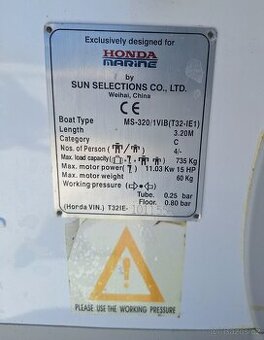 Exclusively designed for
HONDA
MARINE
by
SUN SELECTIONS CO., LTD.
Weihai, China
CE
Boat Type MS-320/1VIB(T32-IE1)
Length 3.20M
Category C
Nos. of Person ( / ) 4/-
Max. load capacity ( ) 735 Kg
Max. motor power ( ) 11.03 Kw 15 HP
Max. motor weight 60 Kg
Working pressure Tube. 0.25 bar
Floor. 0.80 bar
(Honda VIN.) T32IE-
PLEASE USE THE WORKING PRESSURE